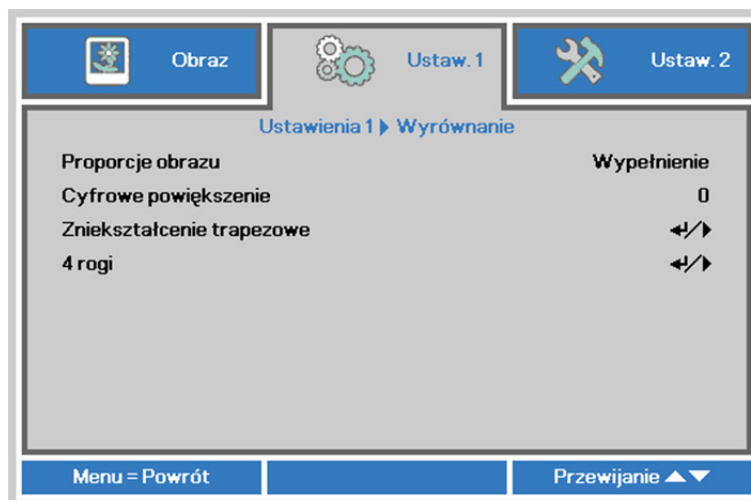 Obraz
Ustaw. 1
Ustaw. 2
Ustawienia 1 ▶ Wyrównanie
Proporcje obrazu Wypełnienie
Cyfrowe powiększenie 0
Zniekształcenie trapezowe ↵/▶
4 rogi ↵/▶
Menu = Powrót
Przewijanie ▲▼